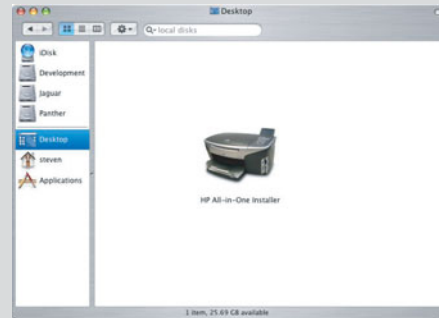 Desktop
local disks
iDisk
Development
Jaguar
Panther
Desktop
steven
Applications
HP All-in-One Installer
1 item, 25.69 GB available